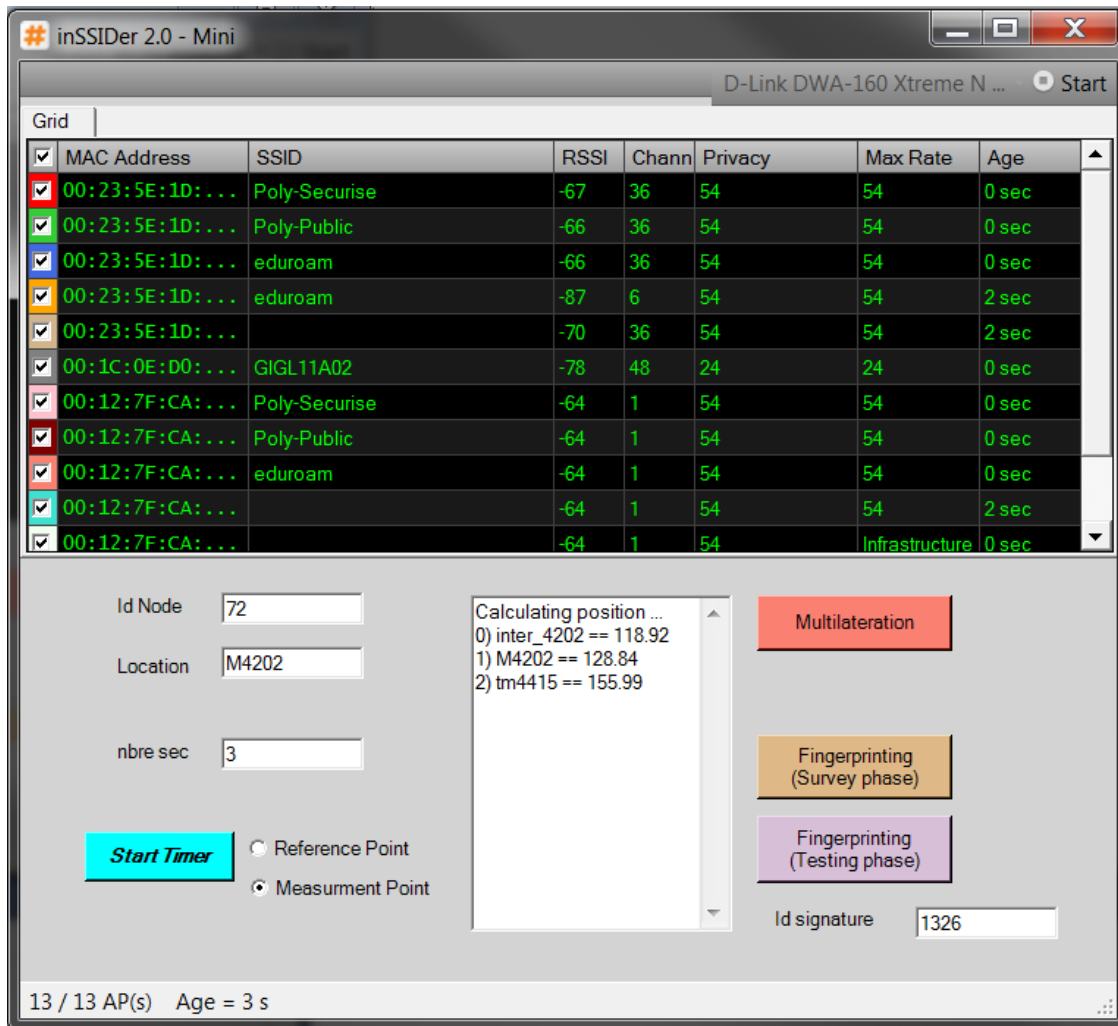 inSSIDer 2.0 - Mini
D-Link DWA-160 Xtreme N ... Start
Grid
MAC Address SSID RSSI Chann Privacy Max Rate Age
00:23:5E:1D:... Poly-Securise -67 36 54 54 0 sec
00:23:5E:1D:... Poly-Public -66 36 54 54 0 sec
00:23:5E:1D:... eduroam -66 36 54 54 0 sec
00:23:5E:1D:... eduroam -87 6 54 54 2 sec
00:23:5E:1D:... -70 36 54 54 2 sec
00:1C:0E:D0:... GIGL11A02 -78 48 24 24 0 sec
00:12:7F:CA:... Poly-Securise -64 1 54 54 0 sec
00:12:7F:CA:... Poly-Public -64 1 54 54 0 sec
00:12:7F:CA:... eduroam -64 1 54 54 0 sec
00:12:7F:CA:... -64 1 54 54 2 sec
00:12:7F:CA:... -64 1 54 Infrastructure 0 sec
Id Node 72
Location M4202
nbre sec 3
Start Timer
Reference Point
Measurment Point
Calculating position ...
0) inter_4202 == 118.92
1) M4202 == 128.84
2) tm4415 == 155.99
Multilateration
Fingerprinting
(Survey phase)
Fingerprinting
(Testing phase)
Id signature 1326
13 / 13 AP(s) Age = 3 s